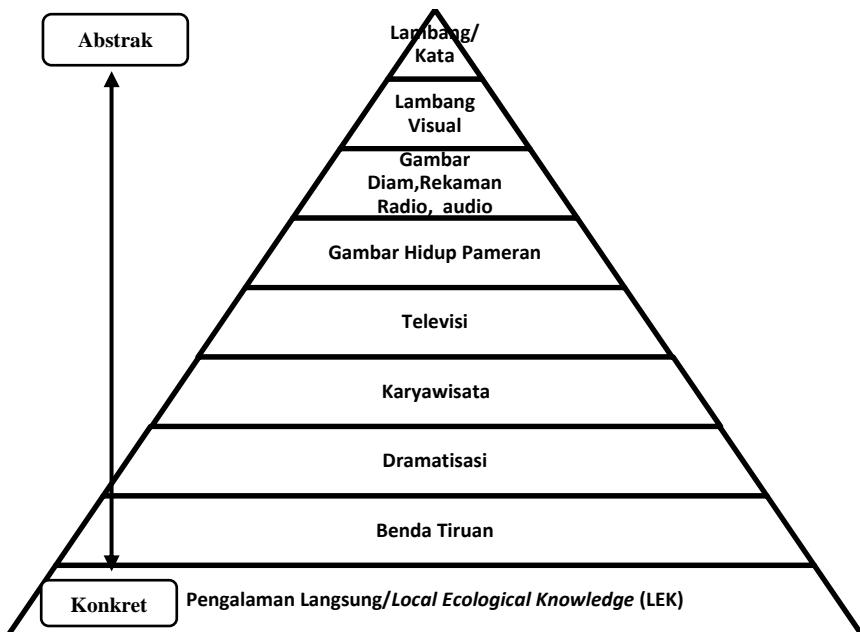 Abstrak
Lambang/
Kata
Lambang
Visual
Gambar
Diam,Rekaman
Radio, audio
Gambar Hidup Pameran
Televisi
Karyawisata
Dramatisasi
Benda Tiruan
Konkret
Pengalaman Langsung/Local Ecological Knowledge (LEK)